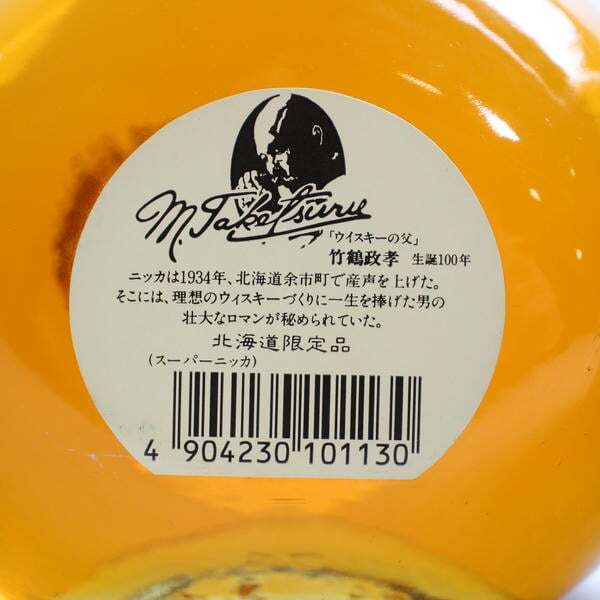 M. Taketsuru
「ウイスキーの父」
竹鶴政孝 生誕100年
ニッカは1934年、北海道余市町で産声を上げた。
そこには、理想のウィスキーづくりに一生を捧げた男の
壮大なロマンが秘められていた。
北海道限定品
(スーパーニッカ)
4 904230 101130